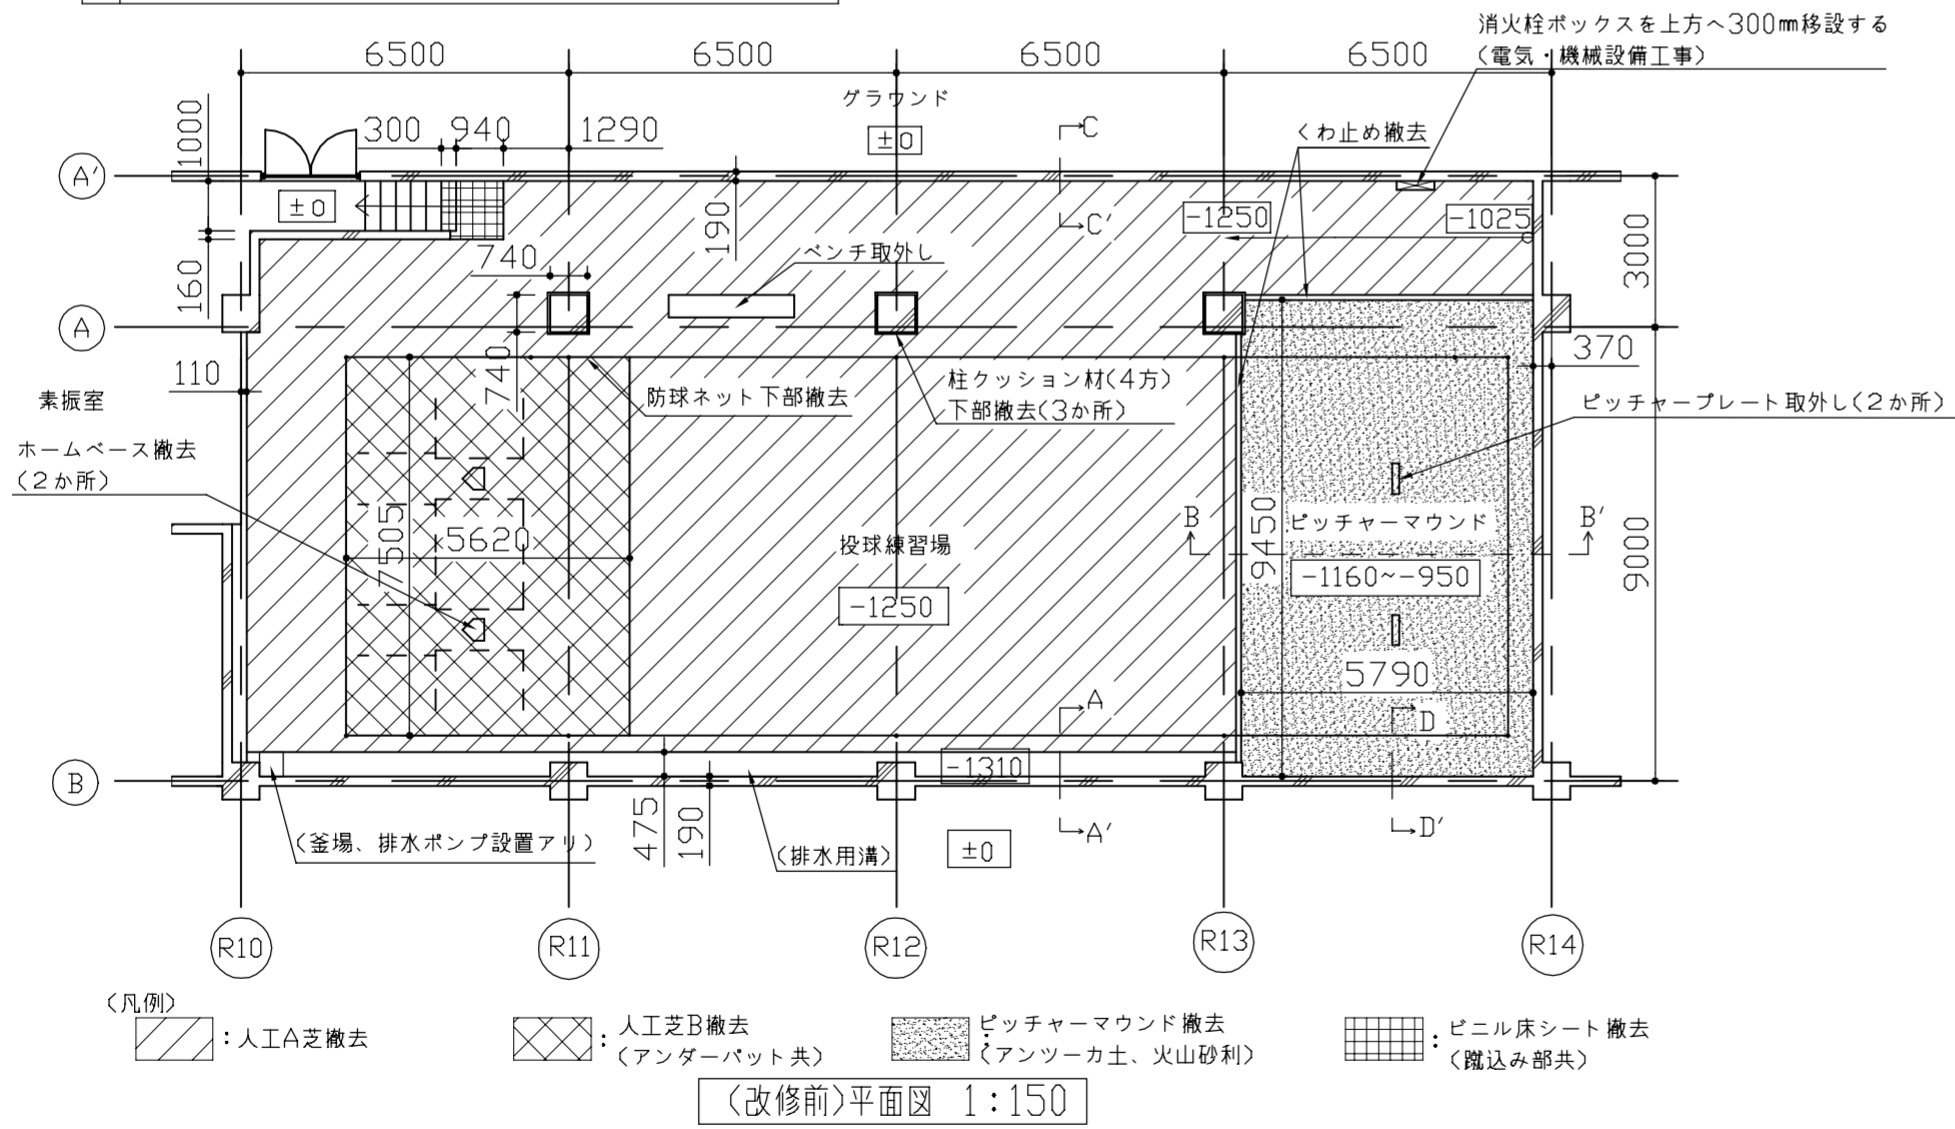 消火栓ボックスを上方へ300㎜移設する
(電気・機械設備工事)
6500
6500
6500
6500
グラウンド
±0
1000
300
940
1290
C
くわ止め撤去
A'
±0
190
C'
-1250
-1025
3000
160
740
ベンチ取外し
A
740
110
370
素振室
防球ネット下部撤去
柱クッション材(4方)
下部撤去(3か所)
ピッチャープレート取外し(2か所)
ホームベース撤去
(2か所)
7505
5620
投球練習場
-1250
B
9450
ピッチャーマウンド
B'
-1160~-950
9000
5790
A
D
B
-1310
475
190
(釜場、排水ポンプ設置アリ)
(排水用溝)
±0
A'
D'
R10
R11
R12
R13
R14
(凡例)
:人工A芝撤去
:人工芝B撤去
(アンダーパット共)
:ピッチャーマウンド撤去
(アンツーカ土、火山砂利)
:ビニル床シート撤去
(蹴込み部共)
(改修前)平面図 1:150